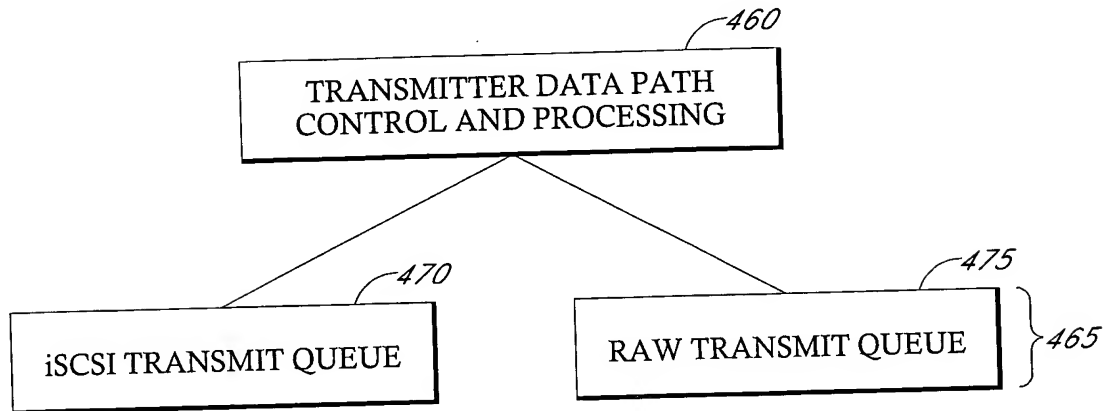 460
TRANSMITTER DATA PATH
CONTROL AND PROCESSING
470
475
iSCSI TRANSMIT QUEUE
RAW TRANSMIT QUEUE
465